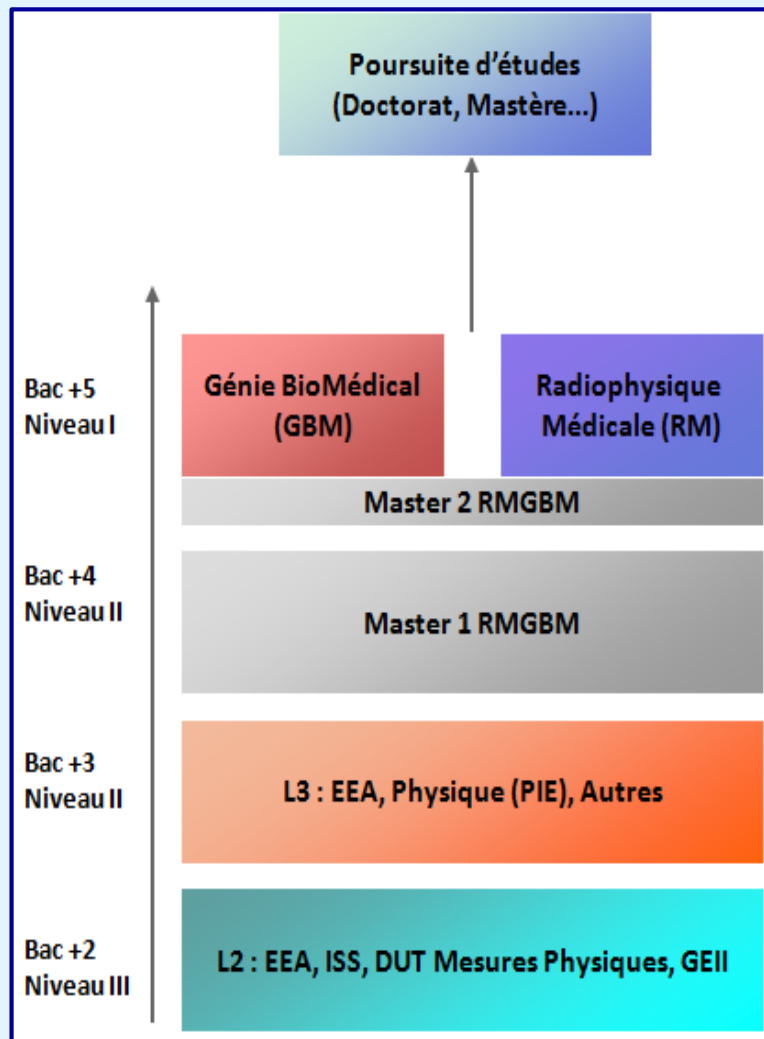 Poursuite d’études
(Doctorat, Mastère...)
Bac +5
Niveau I
Génie BioMédical
(GBM)
Radiophysique
Médicale (RM)
Master 2 RMGBM
Bac +4
Niveau II
Master 1 RMGBM
Bac +3
Niveau II
L3 : EEA, Physique (PIE), Autres
Bac +2
Niveau III
L2 : EEA, ISS, DUT Mesures Physiques, GEII